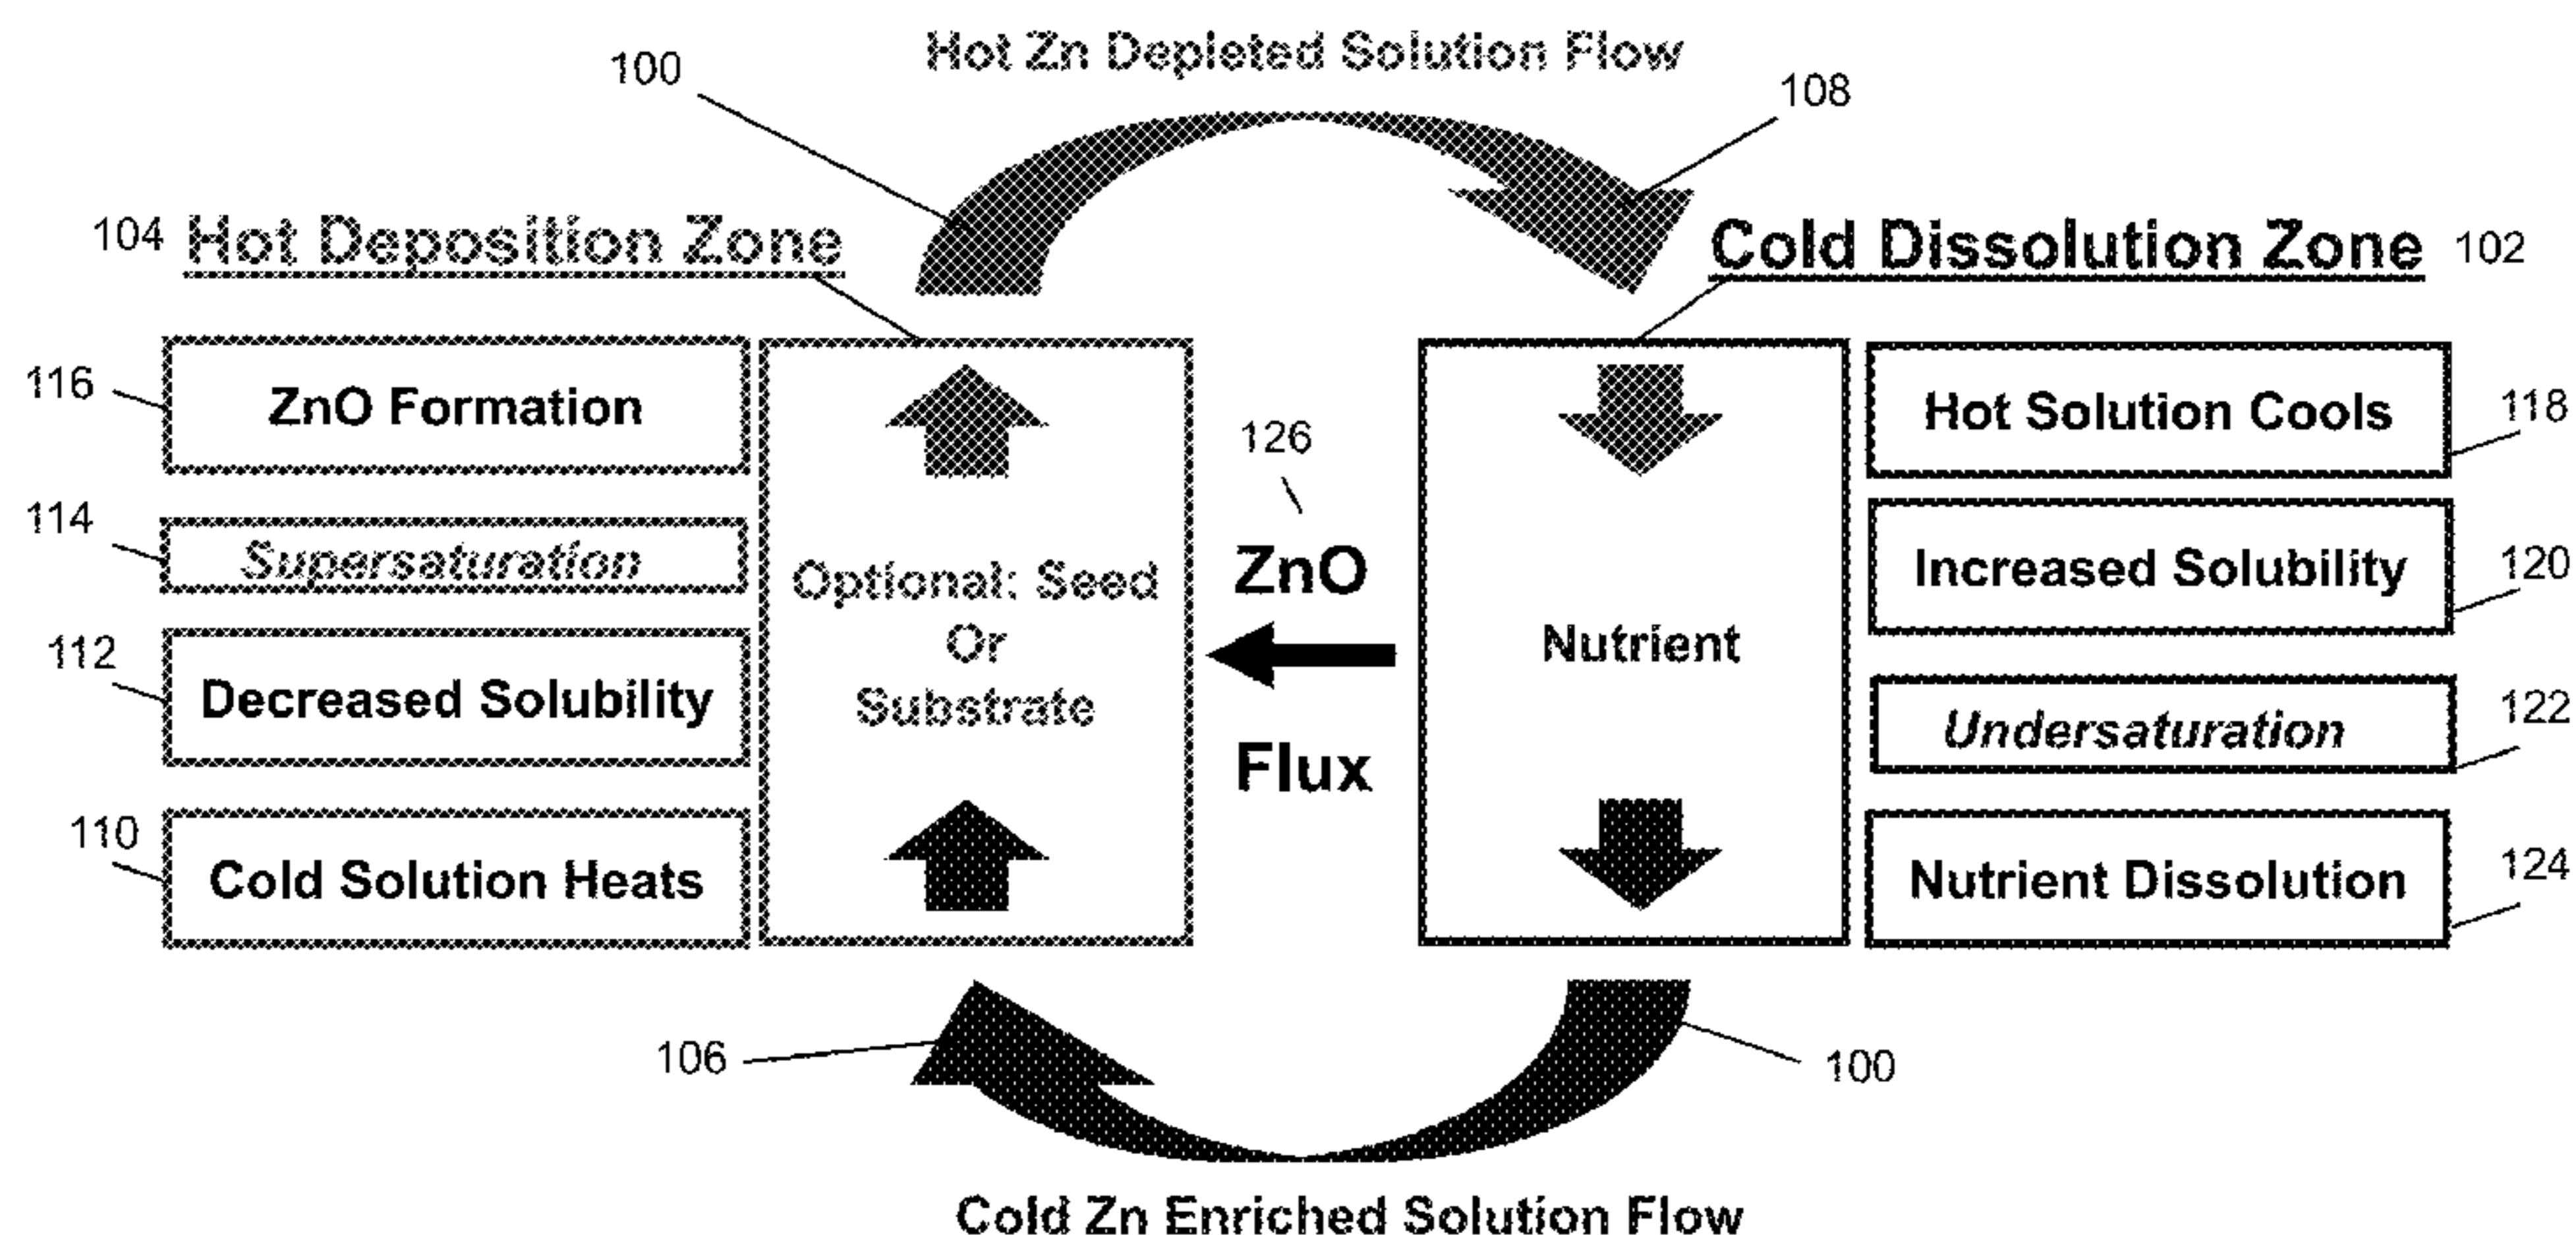 Hot Zn Depleted Solution Flow
100
108
104 Hot Deposition Zone
Cold Dissolution Zone 102
116
ZnO Formation
114
Supersaturation
112
Decreased Solubility
110
Cold Solution Heats
Optional: Seed
Or
Substrate
126
ZnO
Flux
Nutrient
Hot Solution Cools
118
Increased Solubility
120
Undersaturation
122
Nutrient Dissolution
124
106
100
Cold Zn Enriched Solution Flow